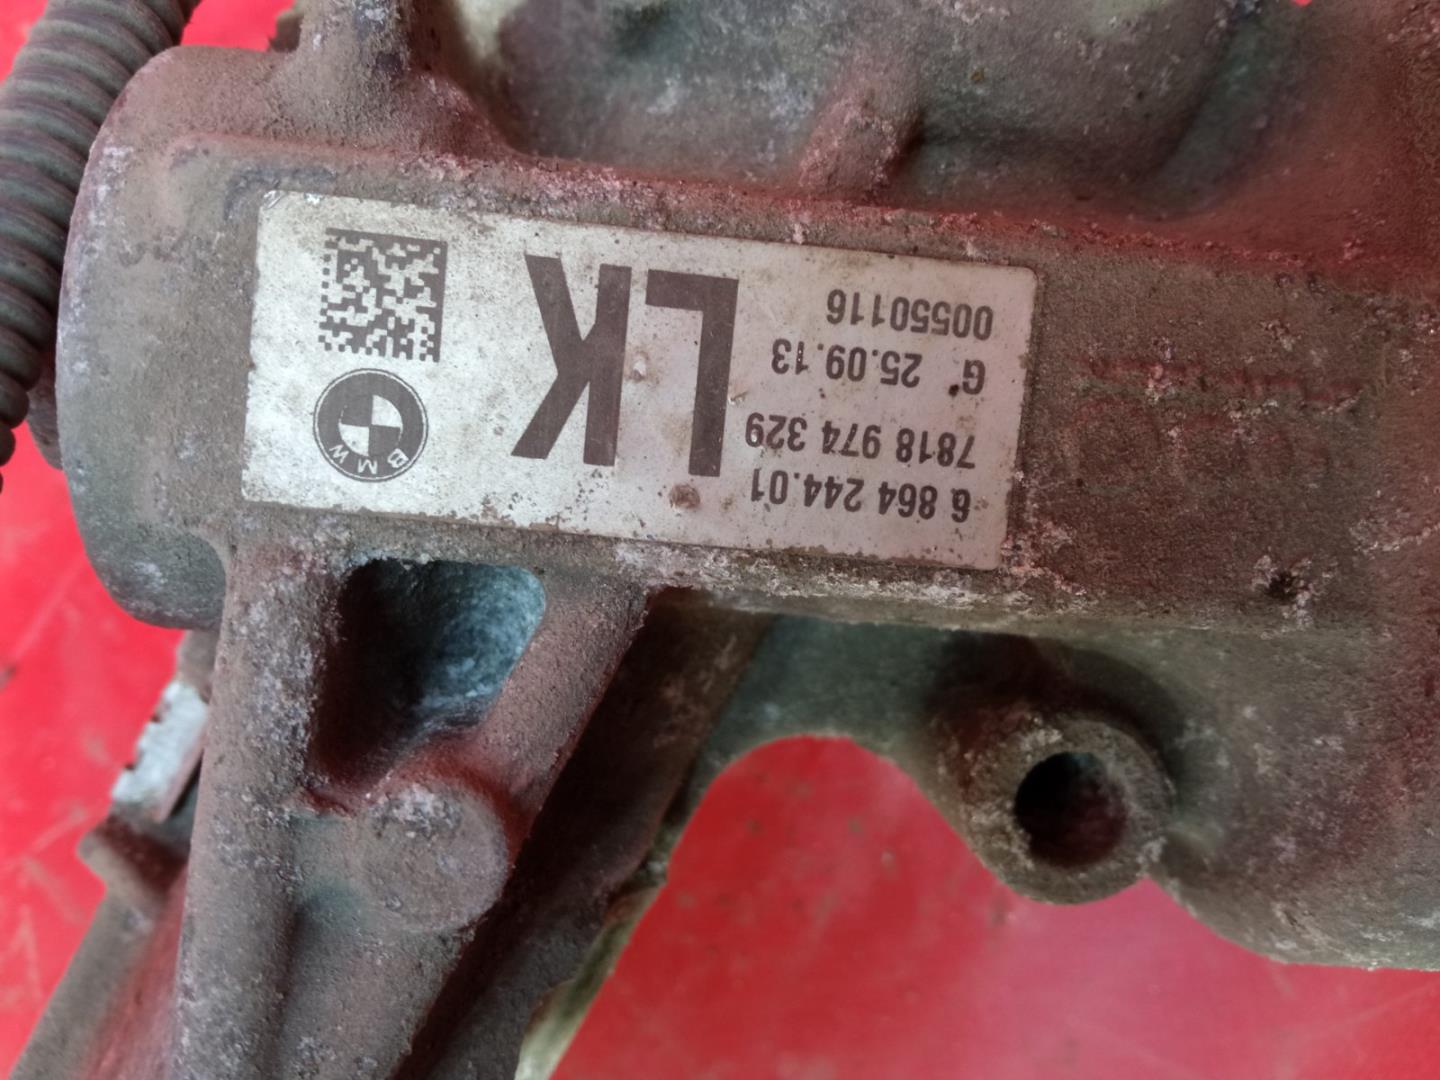 6 864 244.01
7818 974 329
G 25.09.13
00550116
LK
BMW